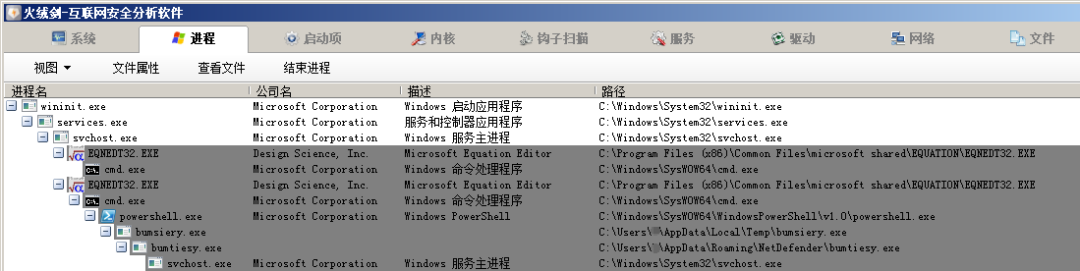 火绒剑-互联网安全分析软件
系统 进程 启动项 内核 钩子扫描 服务 驱动 网络 文件
视图 文件属性 查看文件 结束进程
进程名 公司名 描述 路径
wininit.exe Microsoft Corporation Windows 启动应用程序 C:\Windows\System32\wininit.exe
services.exe Microsoft Corporation 服务和控制器应用程序 C:\Windows\System32\services.exe
svchost.exe Microsoft Corporation Windows 服务主进程 C:\Windows\System32\svchost.exe
EQNEDT32.EXE Design Science, Inc. Microsoft Equation Editor C:\Program Files (x86)\Common Files\microsoft shared\EQUATION\EQNEDT32.EXE
cmd.exe Microsoft Corporation Windows 命令处理程序 C:\Windows\SysWOW64\cmd.exe
EQNEDT32.EXE Design Science, Inc. Microsoft Equation Editor C:\Program Files (x86)\Common Files\microsoft shared\EQUATION\EQNEDT32.EXE
cmd.exe Microsoft Corporation Windows 命令处理程序 C:\Windows\SysWOW64\cmd.exe
powershell.exe Microsoft Corporation Windows PowerShell C:\Windows\SysWOW64\WindowsPowerShell\v1.0\powershell.exe
bumsiery.exe C:\Users\ \AppData\Local\Temp\bumsiery.exe
bumtiesy.exe C:\Users\ \AppData\Roaming\NetDefender\bumtiesy.exe
svchost.exe Microsoft Corporation Windows 服务主进程 C:\Windows\System32\svchost.exe